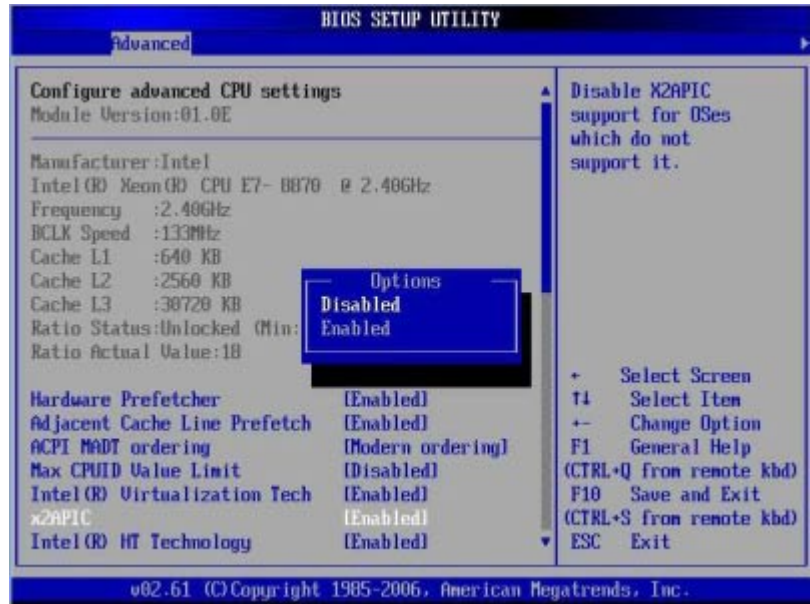 BIOS SETUP UTILITY
Advanced
Configure advanced CPU settings
Module Version:01.0E
Manufacturer:Intel
Intel(R) Xeon(R) CPU E7- 8870 @ 2.40GHz
Frequency :2.40GHz
BCLK Speed :133MHz
Cache L1 :640 KB
Cache L2 :2560 KB
Cache L3 :30720 KB
Ratio Status:Unlocked (Min:
Ratio Actual Value:18
Options
Disabled
Enabled
Hardware Prefetcher [Enabled]
Adjacent Cache Line Prefetch [Enabled]
ACPI MADT ordering [Modern ordering]
Max CPUID Value Limit [Disabled]
Intel(R) Virtualization Tech [Enabled]
x2APIC [Enabled]
Intel(R) HT Technology [Enabled]
Disable X2APIC
support for OSes
which do not
support it.
← Select Screen
↑↓ Select Item
+- Change Option
F1 General Help
(CTRL+Q from remote kbd)
F10 Save and Exit
(CTRL+S from remote kbd)
ESC Exit
v02.61 (C)Copyright 1985-2006, American Megatrends, Inc.